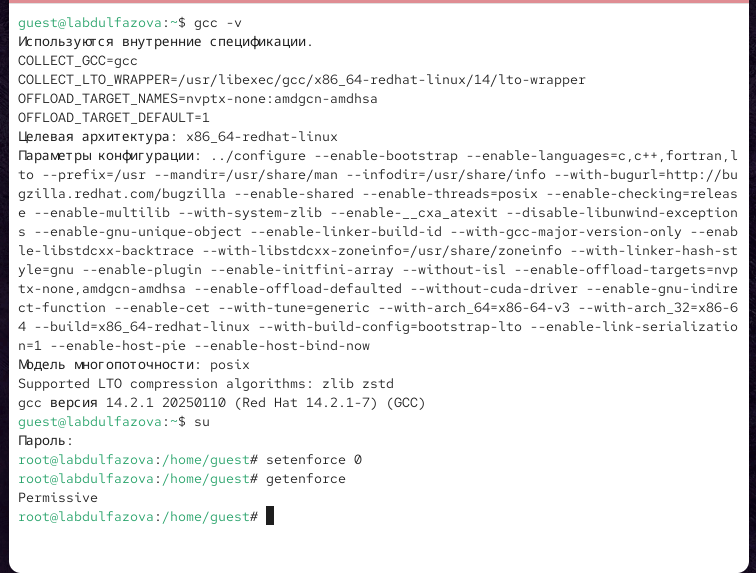 guest@labdulfazova:~$ gcc -v
Используются внутренние спецификации.
COLLECT_GCC=gcc
COLLECT_LTO_WRAPPER=/usr/libexec/gcc/x86_64-redhat-linux/14/lto-wrapper
OFFLOAD_TARGET_NAMES=nvptx-none:amdgcn-amdhsa
OFFLOAD_TARGET_DEFAULT=1
Целевая архитектура: x86_64-redhat-linux
Параметры конфигурации: ../configure --enable-bootstrap --enable-languages=c,c++,fortran,l
to --prefix=/usr --mandir=/usr/share/man --infodir=/usr/share/info --with-bugurl=http://bu
gzilla.redhat.com/bugzilla --enable-shared --enable-threads=posix --enable-checking=releas
e --enable-multilib --with-system-zlib --enable-__cxa_atexit --disable-libunwind-exception
s --enable-gnu-unique-object --enable-linker-build-id --with-gcc-major-version-only --enab
le-libstdcxx-backtrace --with-libstdcxx-zoneinfo=/usr/share/zoneinfo --with-linker-hash-st
yle=gnu --enable-plugin --enable-initfini-array --without-isl --enable-offload-targets=nvp
tx-none,amdgcn-amdhsa --enable-offload-defaulted --without-cuda-driver --enable-gnu-indire
ct-function --enable-cet --with-tune=generic --with-arch_64=x86-64-v3 --with-arch_32=x86-6
4 --build=x86_64-redhat-linux --with-build-config=bootstrap-lto --enable-link-serializatio
n=1 --enable-host-pie --enable-host-bind-now
Модель многопоточности: posix
Supported LTO compression algorithms: zlib zstd
gcc версия 14.2.1 20250110 (Red Hat 14.2.1-7) (GCC)
guest@labdulfazova:~$ su
Пароль:
root@labdulfazova:/home/guest# setenforce 0
root@labdulfazova:/home/guest# getenforce
Permissive
root@labdulfazova:/home/guest#